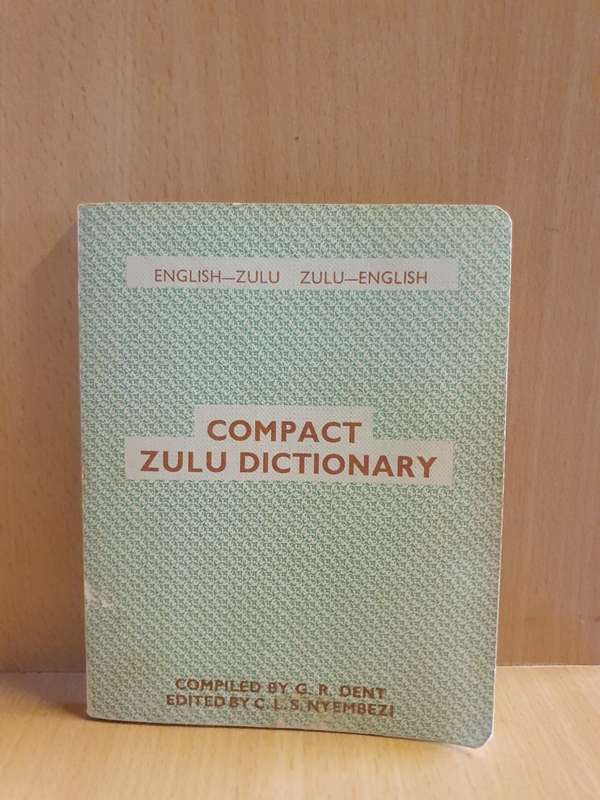 ENGLISH—ZULU ZULU—ENGLISH
COMPACT
ZULU DICTIONARY
COMPILED BY G. R. DENT
EDITED BY C. L. S. NYEMBEZI